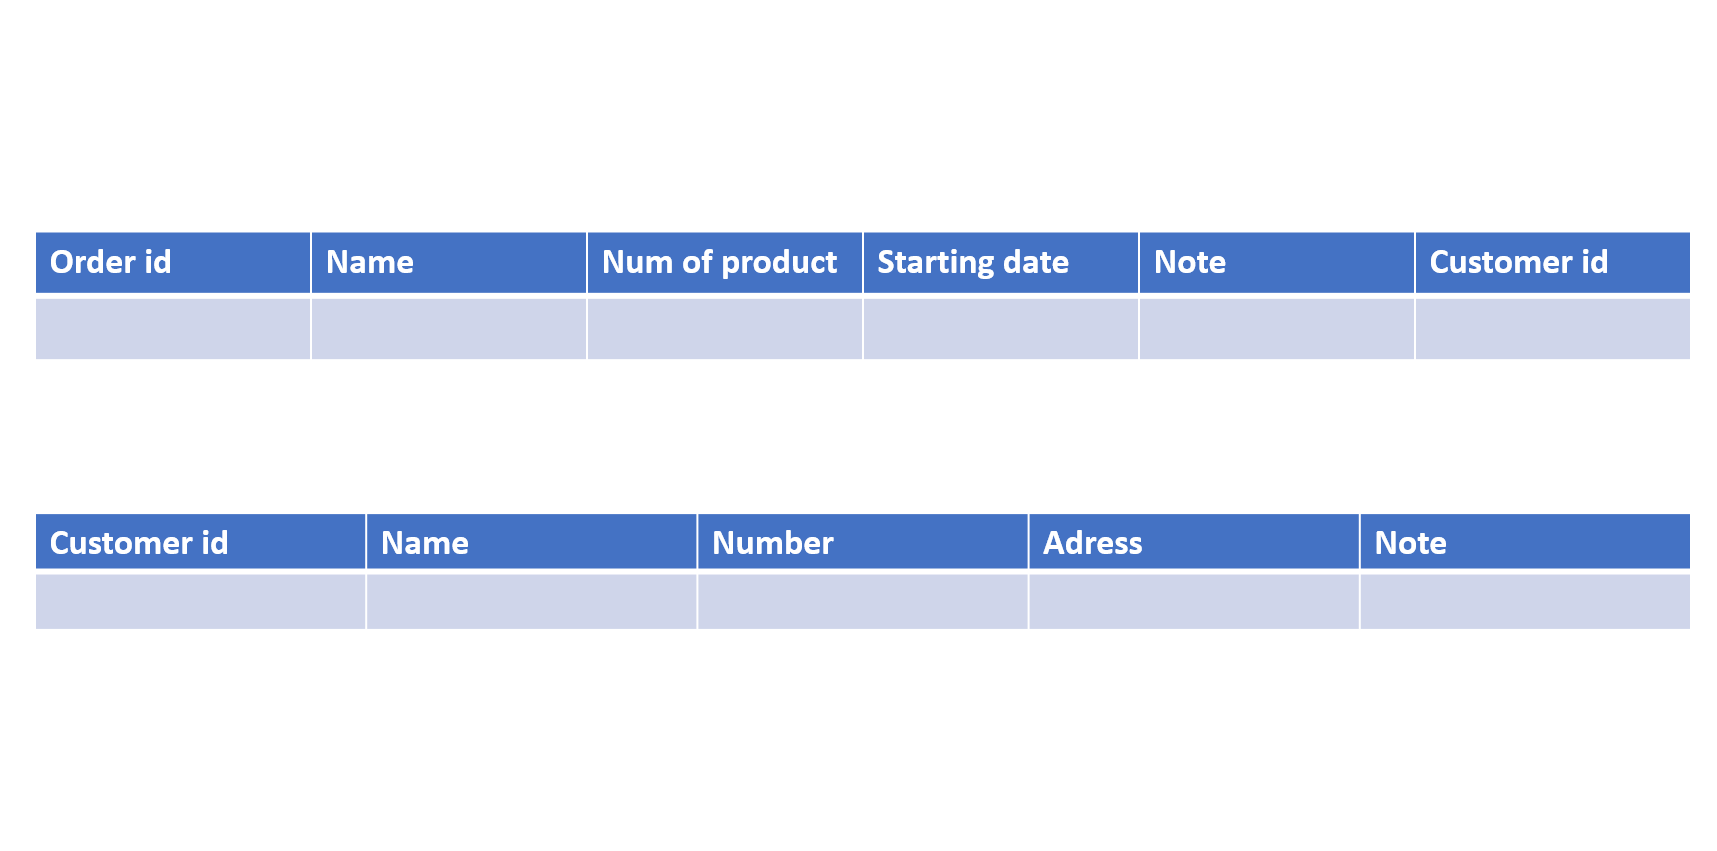 Order id Name Num of product Starting date Note Customer id
Customer id Name Number Adress Note